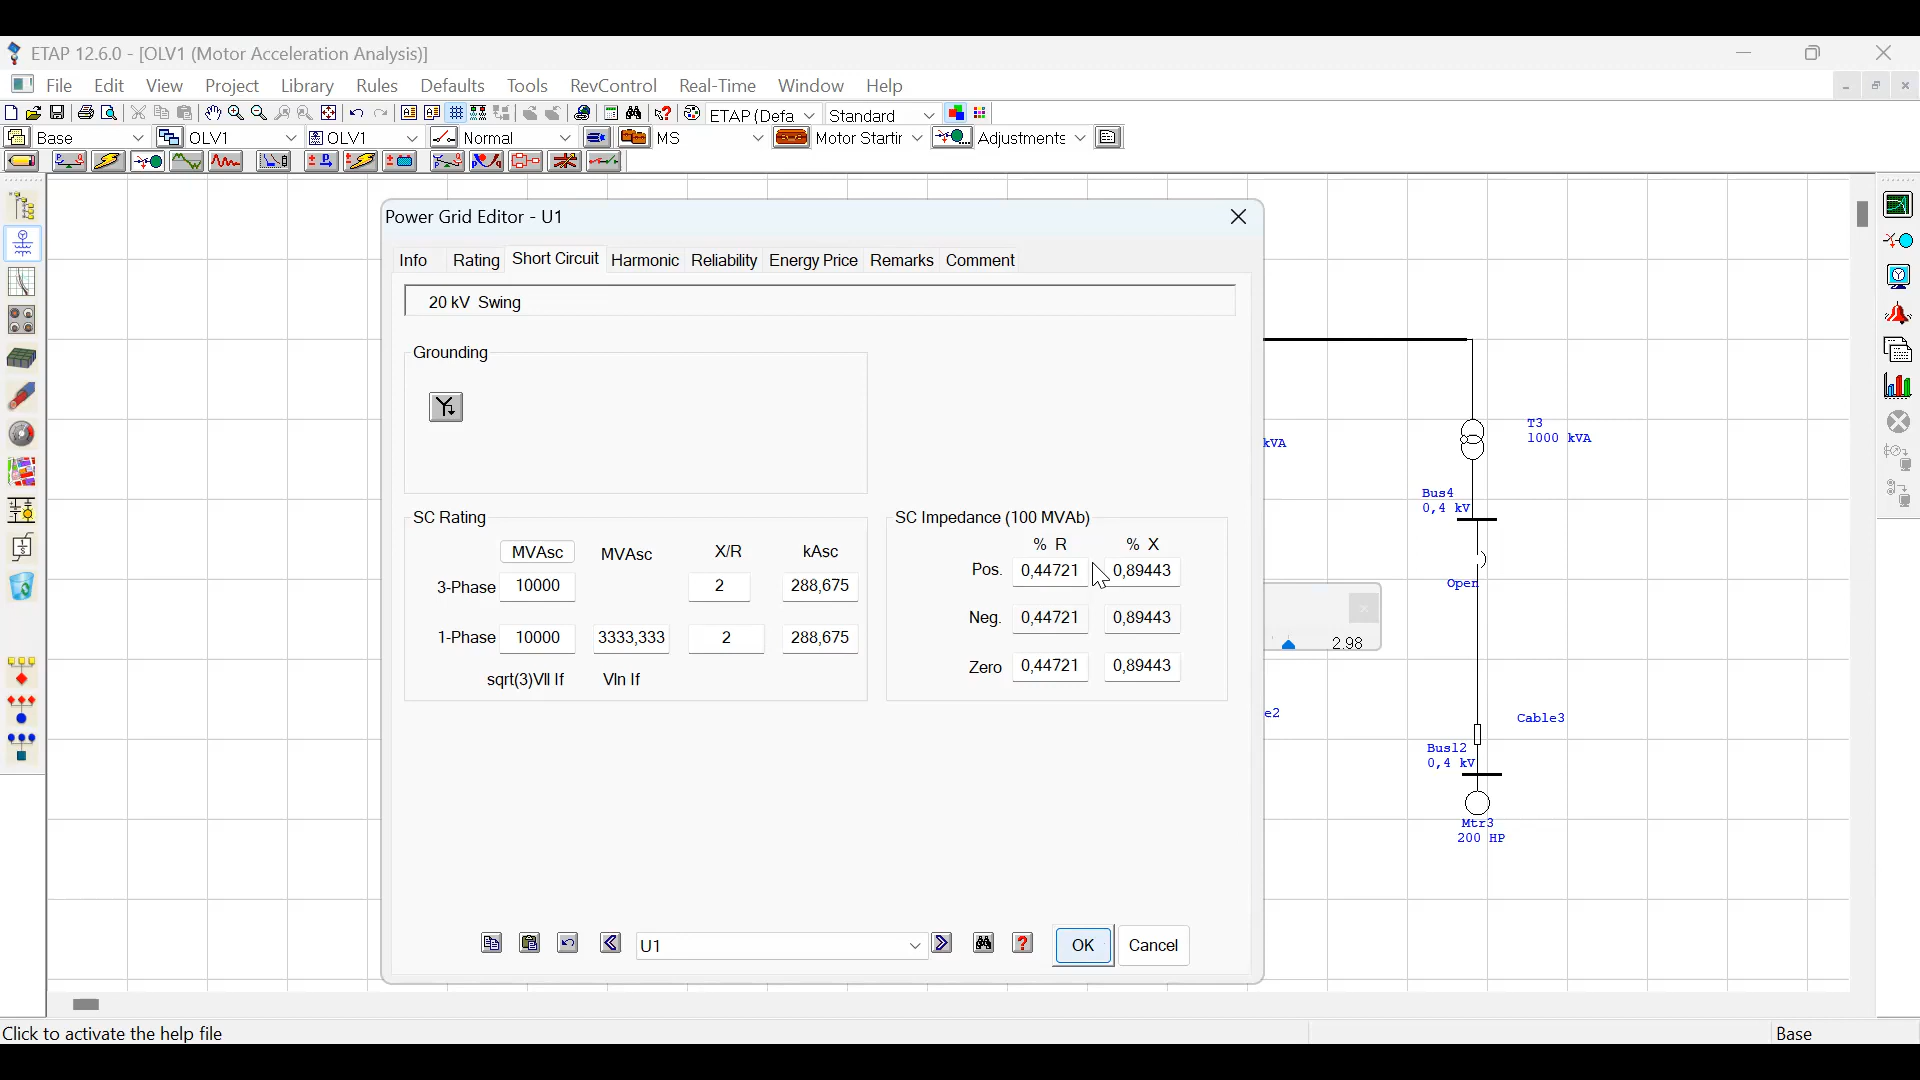 ETAP 12.6.0 - [OLV1 (Motor Acceleration Analysis)]
File Edit View Project Library Rules Defaults Tools RevControl Real-Time Window Help
ETAP (Defa Standard
Base OLV1 OLV1 Normal MS Motor Startir Adjustments
Power Grid Editor - U1
Info Rating Short Circuit Harmonic Reliability Energy Price Remarks Comment
20 kV Swing
Grounding
SC Rating
MVAsc MVAsc X/R kAsc
3-Phase 10000 2 288,675
1-Phase 10000 3333,333 2 288,675
sqrt(3)Vll If Vln If
SC Impedance (100 MVAb)
% R % X
Pos. 0,44721 0,89443
Neg. 0,44721 0,89443
Zero 0,44721 0,89443
U1
OK Cancel
kVA
T3
1000 kVA
Bus4
0,4 kV
Open
2.98
e2
Cable3
Bus12
0,4 kV
Mtr3
200 HP
Click to activate the help file
Base